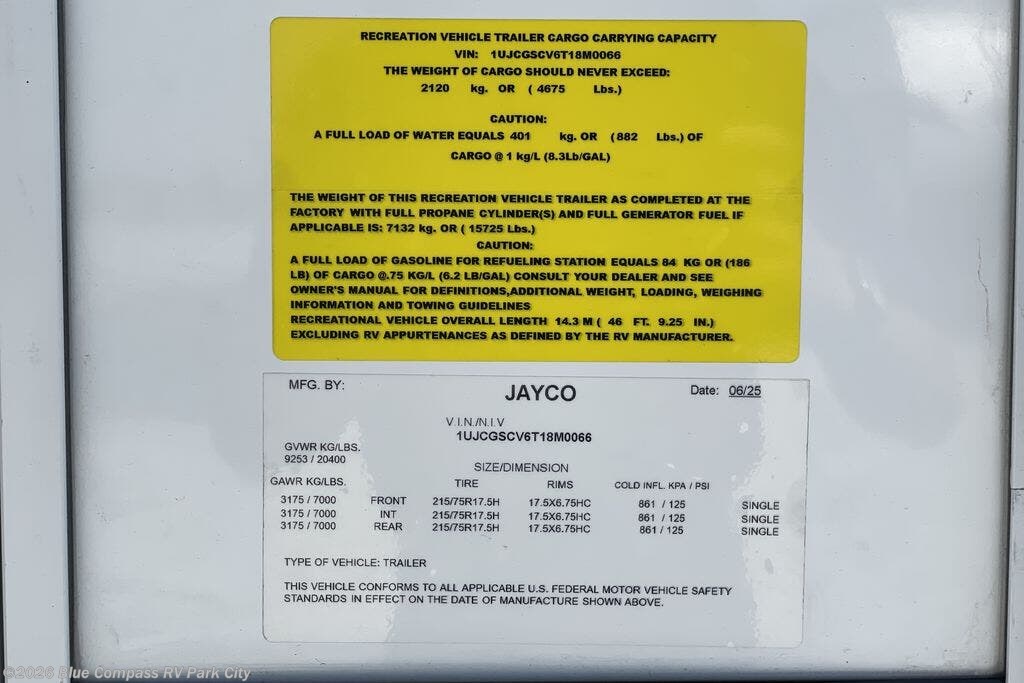 RECREATION VEHICLE TRAILER CARGO CARRYING CAPACITY
VIN: 1UJCGSCV6T18M0066
THE WEIGHT OF CARGO SHOULD NEVER EXCEED:
2120 kg. OR ( 4675 Lbs.)
CAUTION:
A FULL LOAD OF WATER EQUALS 401 kg. OR (882 Lbs.) OF
CARGO @ 1 kg/L (8.3Lb/GAL)
THE WEIGHT OF THIS RECREATION VEHICLE TRAILER AS COMPLETED AT THE
FACTORY WITH FULL PROPANE CYLINDER(S) AND FULL GENERATOR FUEL IF
APPLICABLE IS: 7132 kg. OR ( 15725 Lbs.)
CAUTION:
A FULL LOAD OF GASOLINE FOR REFUELING STATION EQUALS 84 KG OR (186
LB) OF CARGO @.75 KG/L (6.2 LB/GAL) CONSULT YOUR DEALER AND SEE
OWNER'S MANUAL FOR DEFINITIONS,ADDITIONAL WEIGHT, LOADING, WEIGHING
INFORMATION AND TOWING GUIDELINES
RECREATIONAL VEHICLE OVERALL LENGTH 14.3 M ( 46 FT. 9.25 IN.)
EXCLUDING RV APPURTENANCES AS DEFINED BY THE RV MANUFACTURER.
MFG. BY: JAYCO Date: 06/25
V.I.N./N.I.V
1UJCGSCV6T18M0066
GVWR KG/LBS.
9253 / 20400
SIZE/DIMENSION
GAWR KG/LBS. TIRE RIMS COLD INFL. KPA / PSI
3175 / 7000 FRONT 215/75R17.5H 17.5X6.75HC 861 / 125 SINGLE
3175 / 7000 INT 215/75R17.5H 17.5X6.75HC 861 / 125 SINGLE
3175 / 7000 REAR 215/75R17.5H 17.5X6.75HC 861 / 125 SINGLE
TYPE OF VEHICLE: TRAILER
THIS VEHICLE CONFORMS TO ALL APPLICABLE U.S. FEDERAL MOTOR VEHICLE SAFETY
STANDARDS IN EFFECT ON THE DATE OF MANUFACTURE SHOWN ABOVE.
©2026 Blue Compass RV Park City